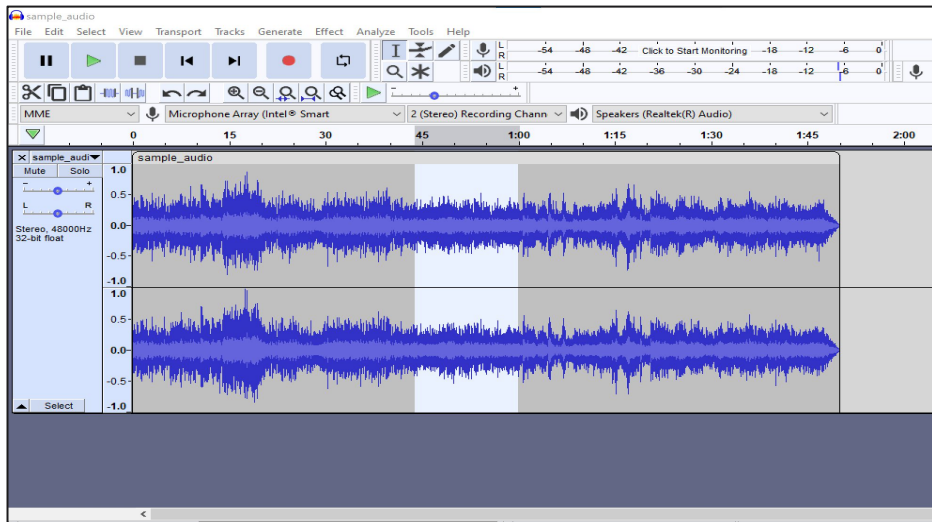 sample_audio
File Edit Select View Transport Tracks Generate Effect Analyze Tools Help
L
R
-54 -48 -42 Click to Start Monitoring -18 -12 -6 0
L
R
-54 -48 -42 -36 -30 -24 -18 -12 -6 0
MME Microphone Array (Intel® Smart 2 (Stereo) Recording Chann Speakers (Realtek(R) Audio)
0 15 30 45 1:00 1:15 1:30 1:45 2:00
sample_audi
sample_audio
Mute Solo
- +
L R
Stereo, 48000Hz
32-bit float
Select
1.0
0.5
0.0
-0.5
-1.0
1.0
0.5
0.0
-0.5
-1.0